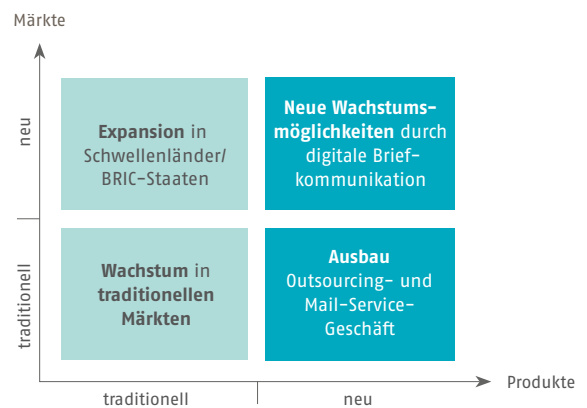 Märkte
neu
Expansion in
Schwellenländer/
BRIC-Staaten
Neue Wachstums-
möglichkeiten durch
digitale Brief-
kommunikation
traditionell
Wachstum in
traditionellen
Märkten
Ausbau
Outsourcing- und
Mail-Service-
Geschäft
Produkte
traditionell
neu